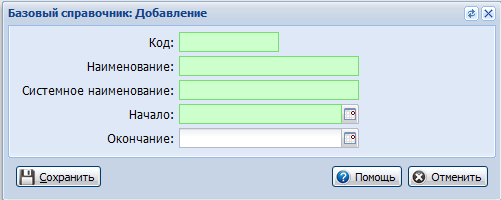 Базовый справочник: Добавление
Код:
Наименование:
Системное наименование:
Начало:
Окончание:
Сохранить Помощь Отменить